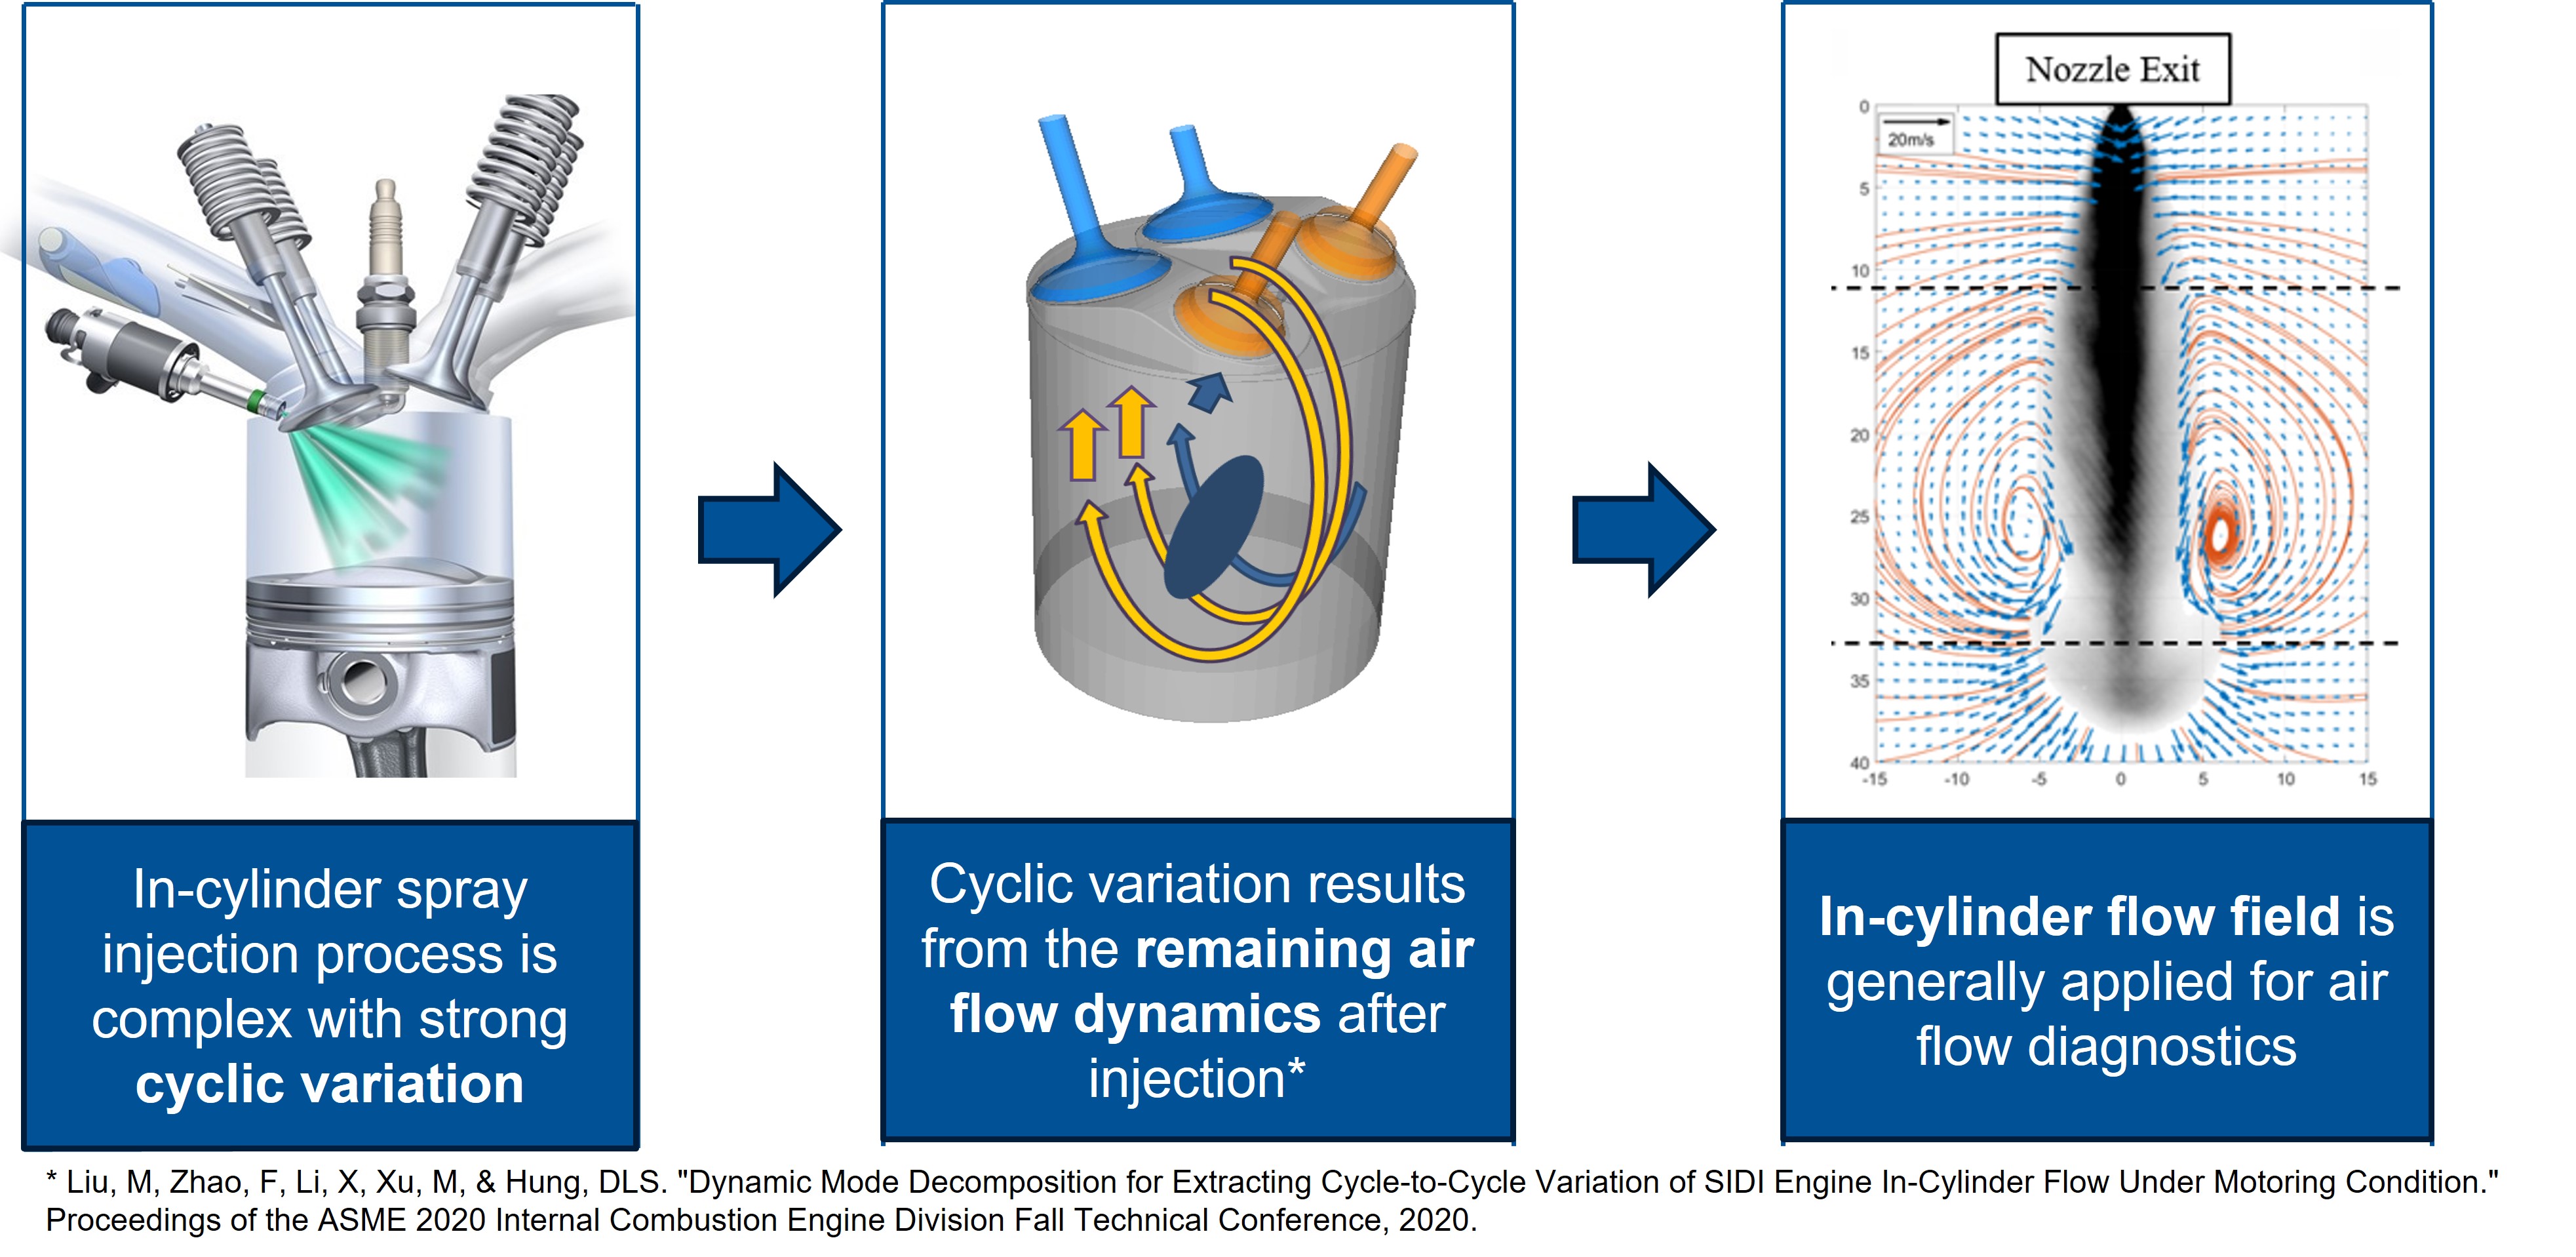 Nozzle Exit
20m/s
0
5
10
15
20
25
30
35
40
-15
-10
-5
0
5
10
15
In-cylinder spray
injection process is
complex with strong
cyclic variation
Cyclic variation results
from the remaining air
flow dynamics after
injection*
In-cylinder flow field is
generally applied for air
flow diagnostics
* Liu, M, Zhao, F, Li, X, Xu, M, & Hung, DLS. "Dynamic Mode Decomposition for Extracting Cycle-to-Cycle Variation of SIDI Engine In-Cylinder Flow Under Motoring Condition."
Proceedings of the ASME 2020 Internal Combustion Engine Division Fall Technical Conference, 2020.